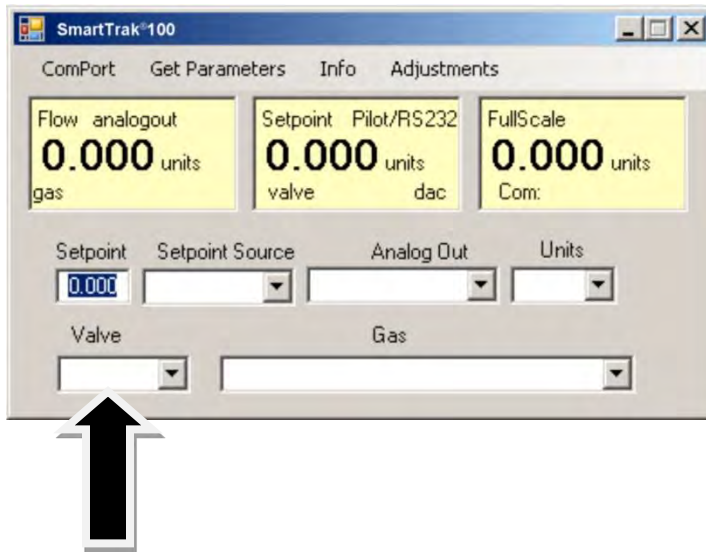 SmartTrak®100
ComPort Get Parameters Info Adjustments
Flow analogout
0.000 units
gas
Setpoint Pilot/RS232
0.000 units
valve dac
FullScale
0.000 units
Com:
Setpoint Setpoint Source Analog Out Units
0.000
Valve Gas